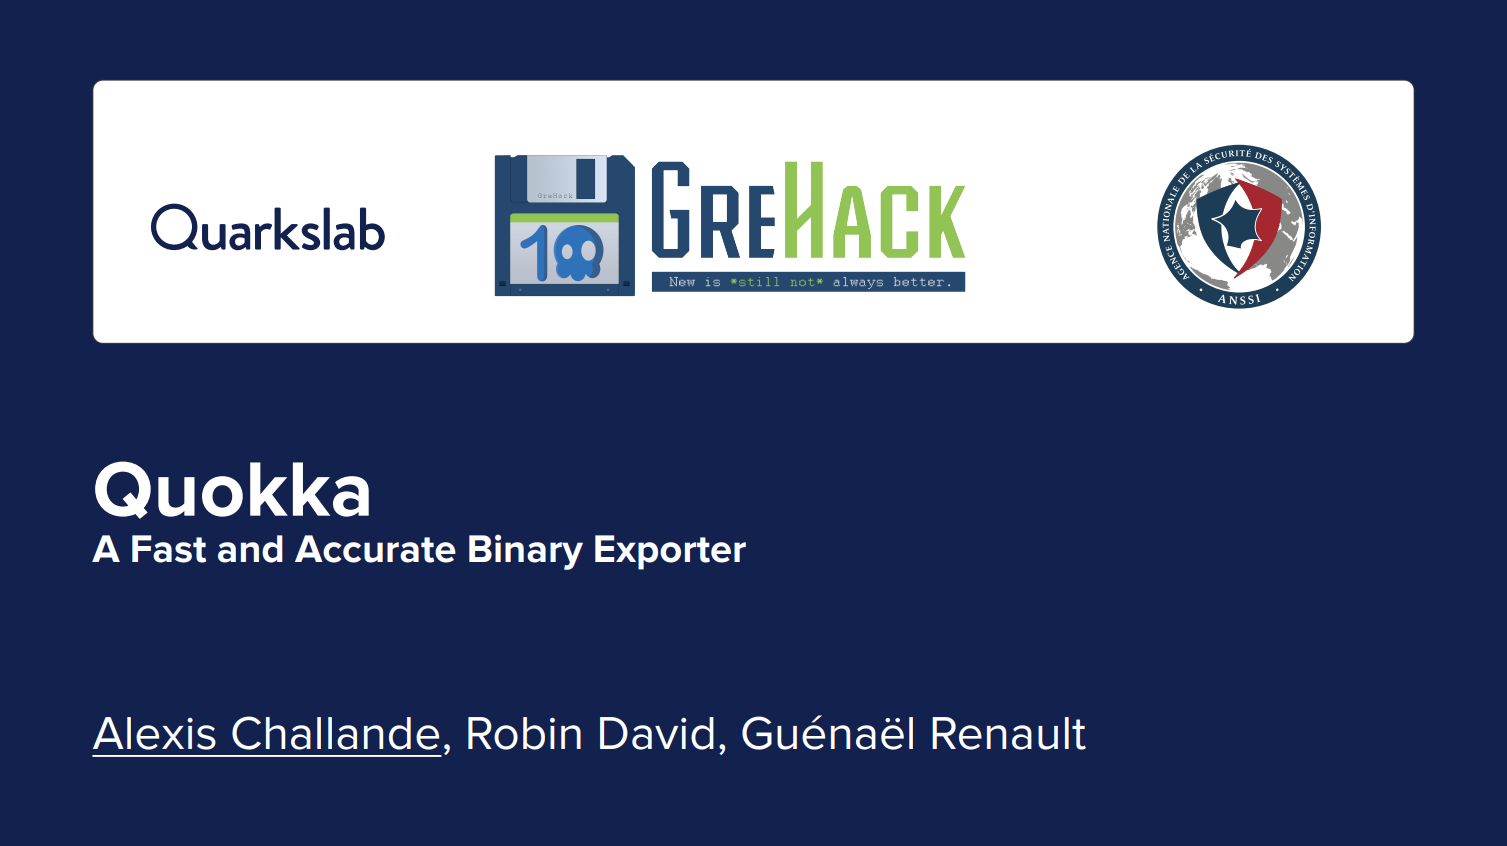 Quarkslab
GreHack
10
GREHACK
New is *still not* always better.
AGENCE NATIONALE DE LA SÉCURITÉ DES SYSTÈMES D'INFORMATION
• ANSSI •
Quokka
A Fast and Accurate Binary Exporter
Alexis Challande, Robin David, Guénaël Renault